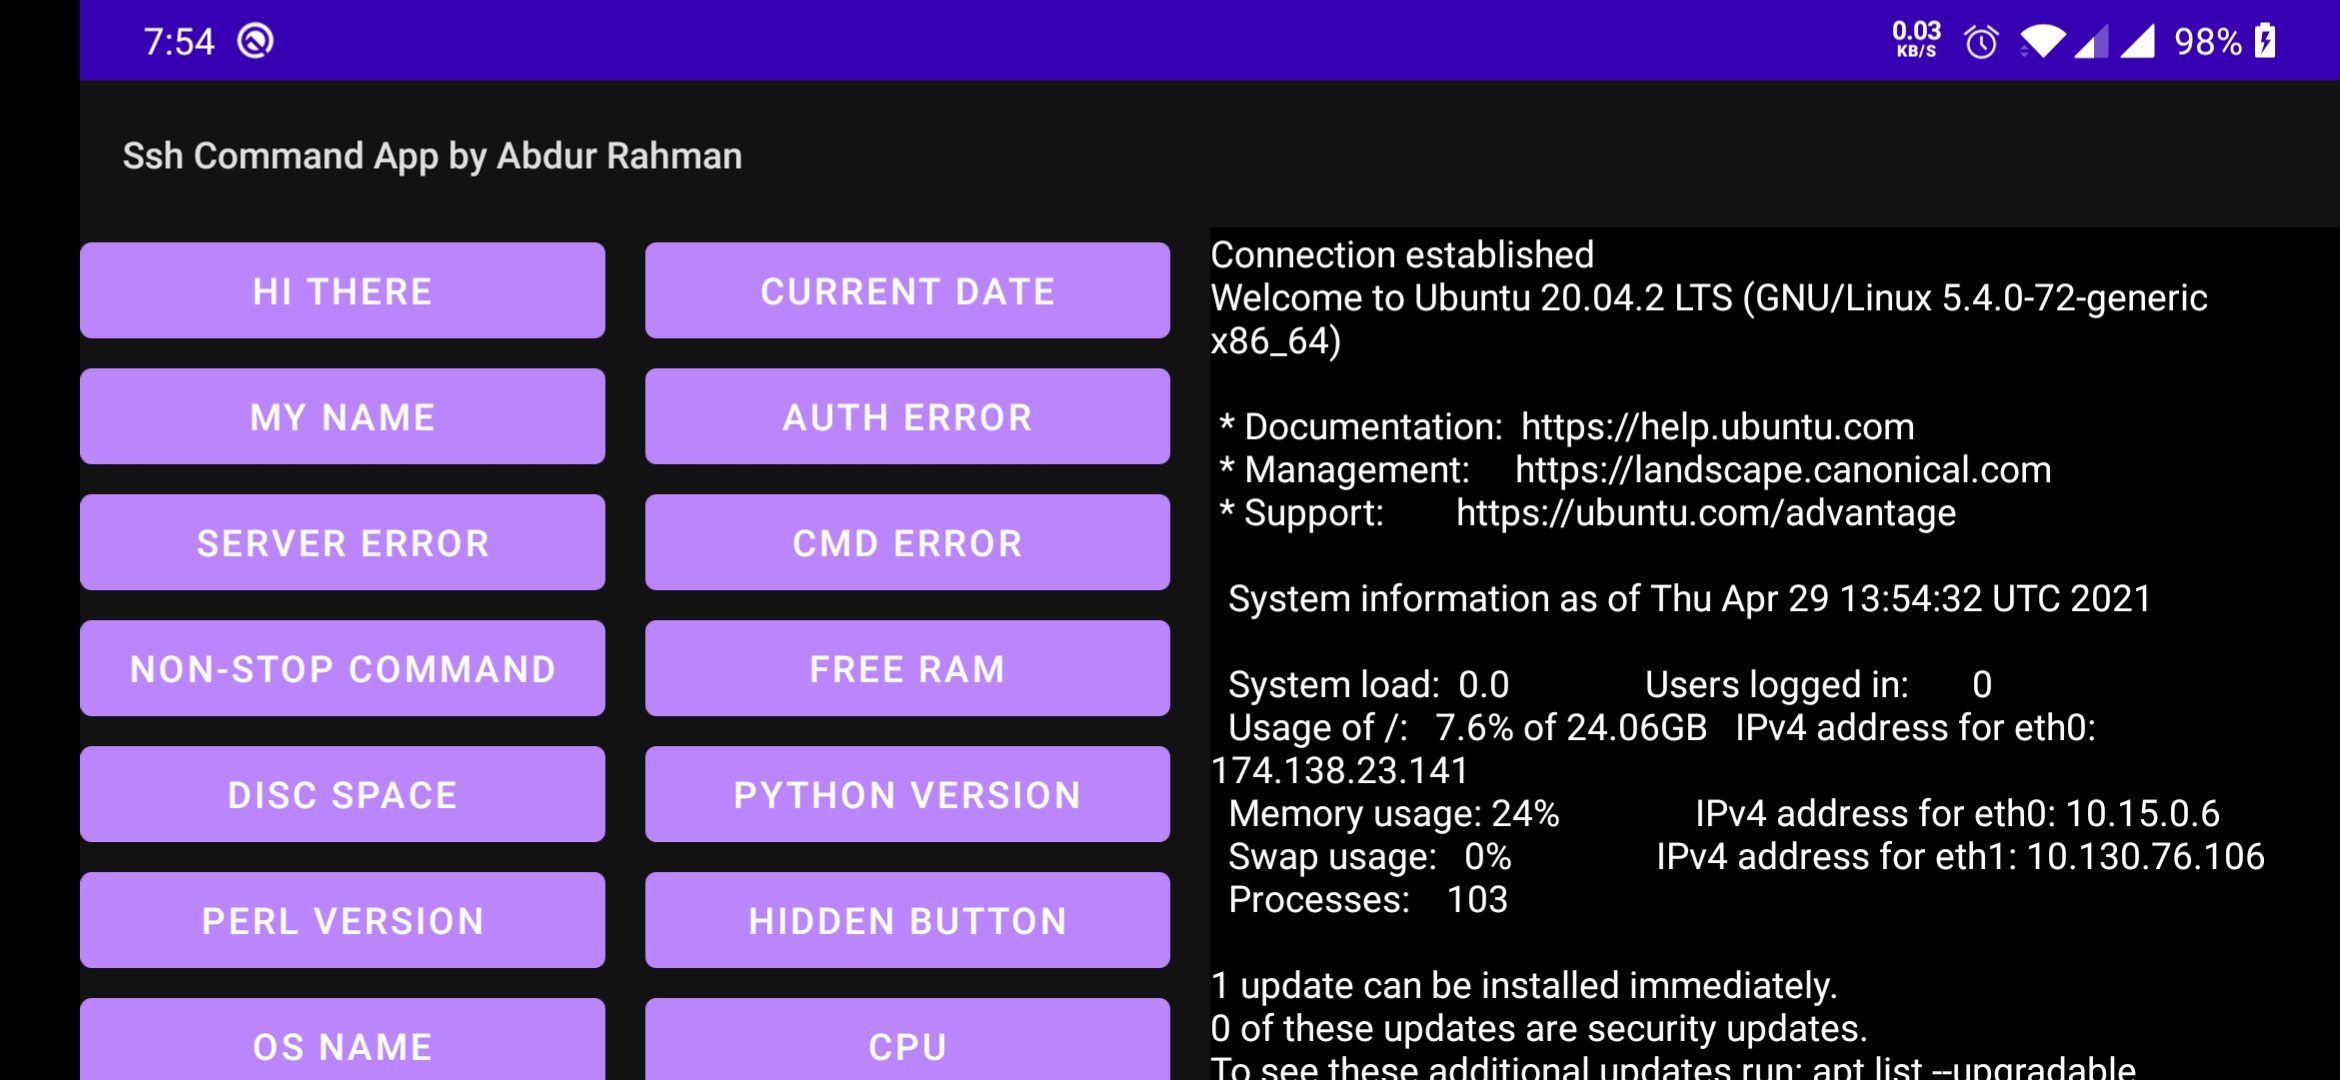 7:54
0.03
KB/S
98%
Ssh Command App by Abdur Rahman
HI THERE
CURRENT DATE
MY NAME
AUTH ERROR
SERVER ERROR
CMD ERROR
NON-STOP COMMAND
FREE RAM
DISC SPACE
PYTHON VERSION
PERL VERSION
HIDDEN BUTTON
OS NAME
CPU
Connection established
Welcome to Ubuntu 20.04.2 LTS (GNU/Linux 5.4.0-72-generic
x86_64)
* Documentation: https://help.ubuntu.com
* Management: https://landscape.canonical.com
* Support: https://ubuntu.com/advantage
System information as of Thu Apr 29 13:54:32 UTC 2021
System load: 0.0 Users logged in: 0
Usage of /: 7.6% of 24.06GB IPv4 address for eth0:
174.138.23.141
Memory usage: 24% IPv4 address for eth0: 10.15.0.6
Swap usage: 0% IPv4 address for eth1: 10.130.76.106
Processes: 103
1 update can be installed immediately.
0 of these updates are security updates.
To see these additional updates run: apt list --upgradable